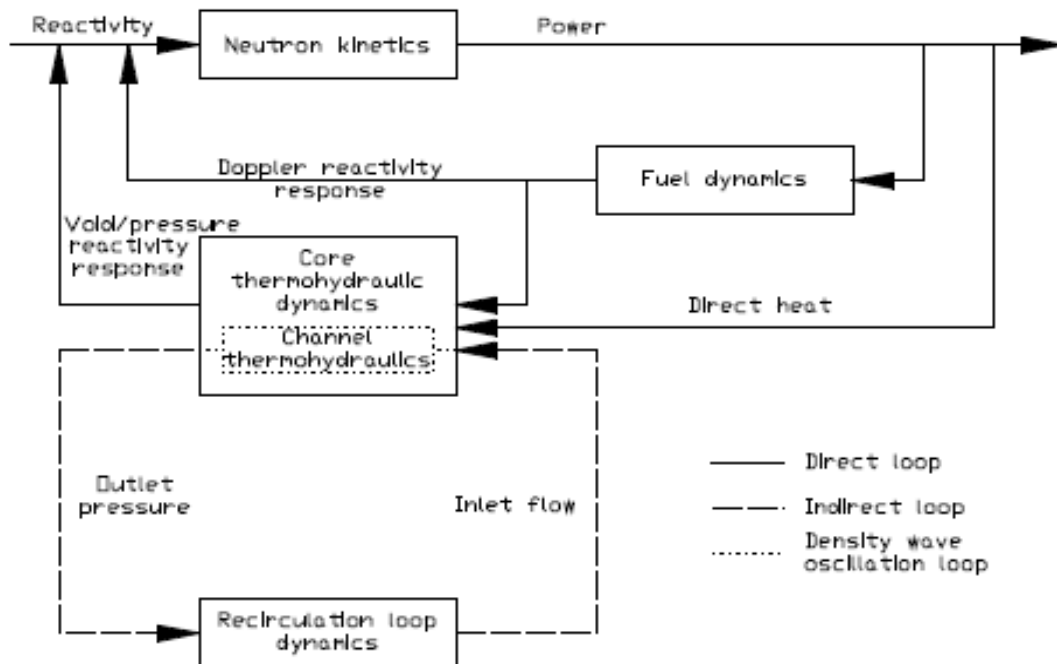 Reactivity
Neutron kinetics
Power
Doppler reactivity
response
Fuel dynamics
Void/pressure
reactivity
response
Core
thermohydraulic
dynamics
Direct heat
Channel
thermohydraulics
Outlet
pressure
Inlet flow
Direct loop
Indirect loop
Density wave
oscillation loop
Recirculation loop
dynamics